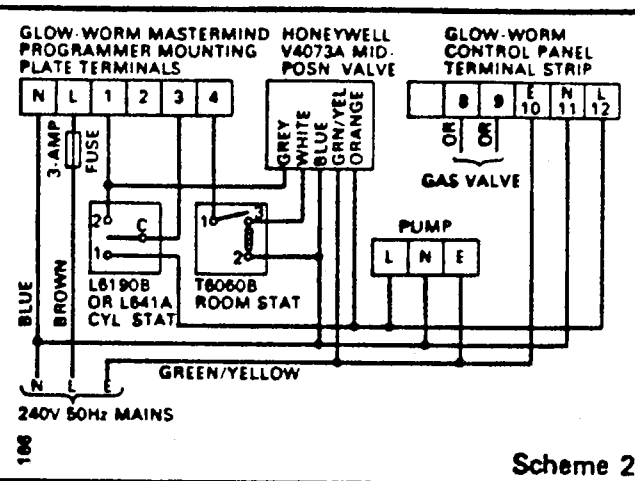 GLOW-WORM MASTERMIND
PROGRAMMER MOUNTING
PLATE TERMINALS
HONEYWELL
V4073A MID-
POSN VALVE
GLOW-WORM
CONTROL PANEL
TERMINAL STRIP
N L 1 2 3 4
8 9 E 10 N 11 L 12
3-AMP
FUSE
GREY
WHITE
BLUE
GRN/YEL
ORANGE
OR
OR
GAS VALVE
2
C
1
1
3
2
PUMP
L N E
L6190B
OR L641A
CYL STAT
T6060B
ROOM STAT
BLUE
BROWN
GREEN/YELLOW
N L E
240V 50Hz MAINS
166
Scheme 2